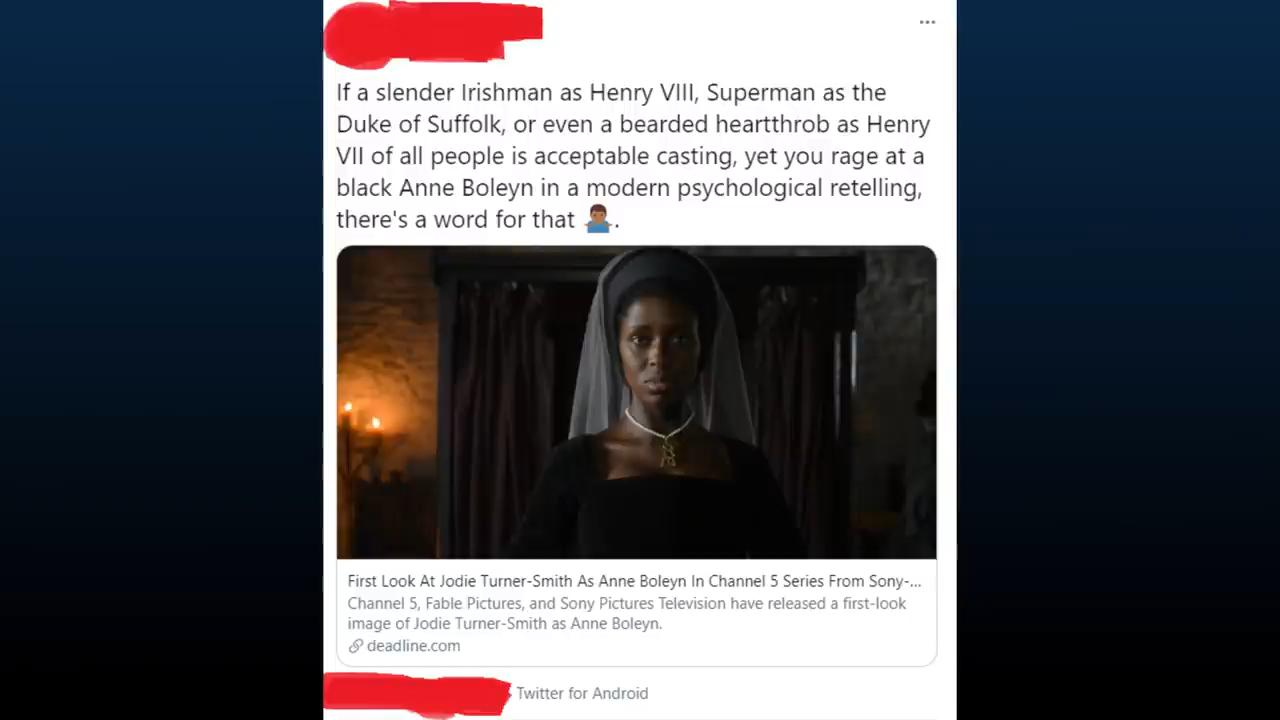 If a slender Irishman as Henry VIII, Superman as the
Duke of Suffolk, or even a bearded heartthrob as Henry
VII of all people is acceptable casting, yet you rage at a
black Anne Boleyn in a modern psychological retelling,
there's a word for that 🤷🏾‍♂️.
First Look At Jodie Turner-Smith As Anne Boleyn In Channel 5 Series From Sony-...
Channel 5, Fable Pictures, and Sony Pictures Television have released a first-look
image of Jodie Turner-Smith as Anne Boleyn.
deadline.com
Twitter for Android